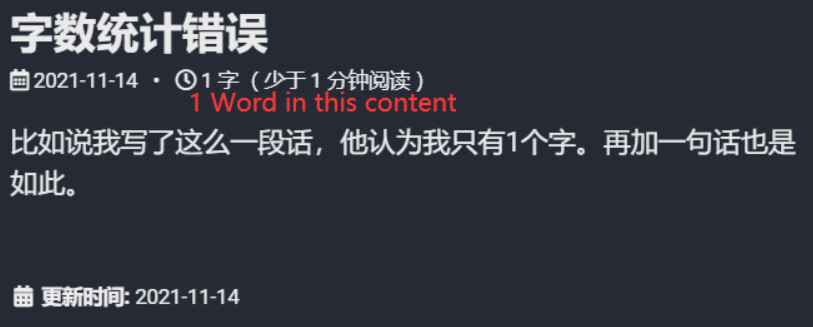 字数统计错误
2021-11-14 · 1 字（少于 1 分钟阅读）
1 Word in this content
比如说我写了这么一段话，他认为我只有1个字。再加一句话也是
如此。
更新时间: 2021-11-14